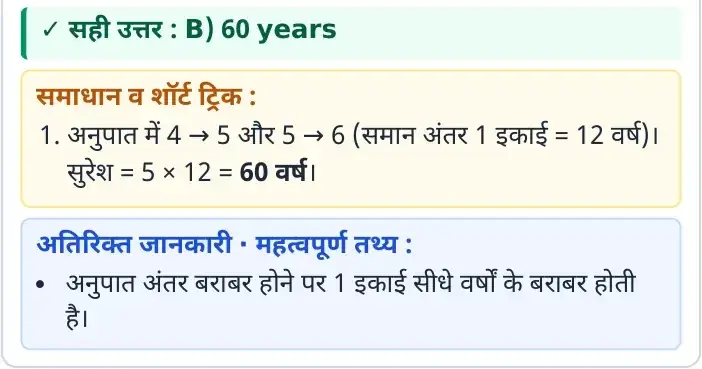 ✓ सही उत्तर : B) 60 years
समाधान व शॉर्ट ट्रिक :
1. अनुपात में 4 → 5 और 5 → 6 (समान अंतर 1 इकाई = 12 वर्ष)।
सुरेश = 5 × 12 = 60 वर्ष।
अतिरिक्त जानकारी · महत्वपूर्ण तथ्य :
• अनुपात अंतर बराबर होने पर 1 इकाई सीधे वर्षों के बराबर होती
है।